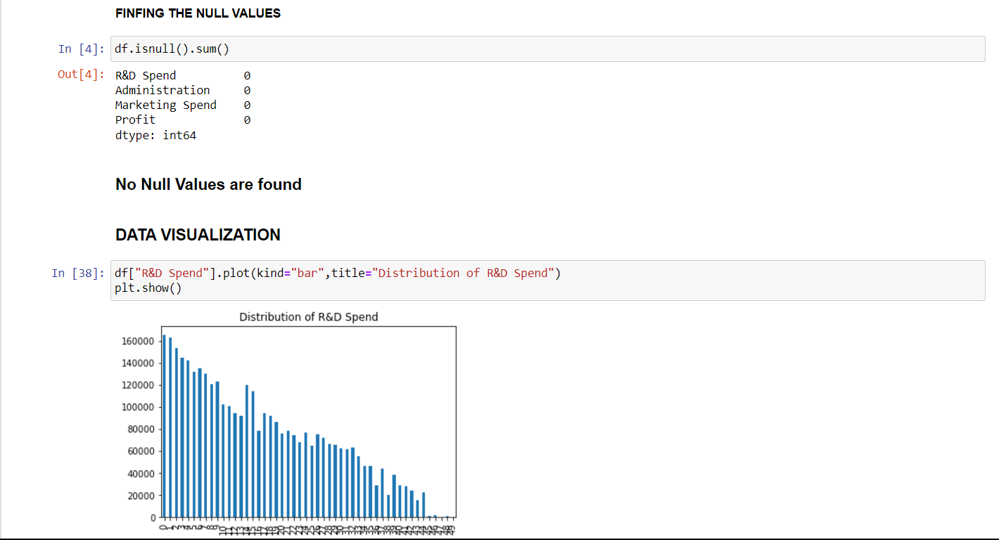 FINFING THE NULL VALUES
In [4]: df.isnull().sum()
Out[4]: R&D Spend 0
Administration 0
Marketing Spend 0
Profit 0
dtype: int64
No Null Values are found
DATA VISUALIZATION
In [38]: df["R&D Spend"].plot(kind="bar",title="Distribution of R&D Spend")
plt.show()
Distribution of R&D Spend
160000
140000
120000
100000
80000
60000
40000
20000
0
0 1 2 3 4 5 6 7 8 9 10 11 12 13 14 15 16 17 18 19 20 21 22 23 24 25 26 27 28 29 30 31 32 33 34 35 36 37 38 39 40 41 42 43 44 45 46 47 48 49